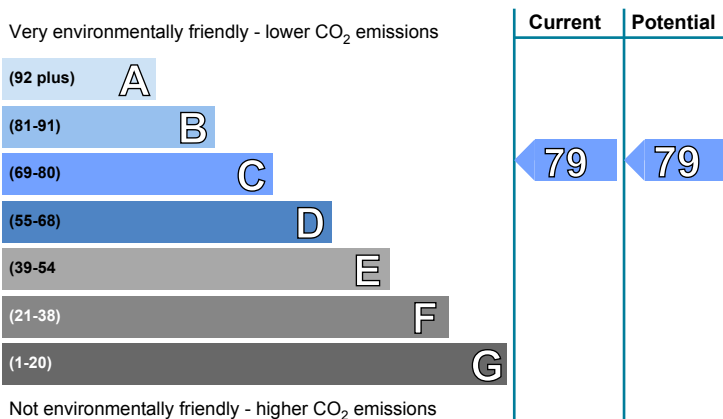 Very environmentally friendly - lower CO2 emissions
Current Potential
(92 plus) A
(81-91) B
(69-80) C 79 79
(55-68) D
(39-54 E
(21-38) F
(1-20) G
Not environmentally friendly - higher CO2 emissions